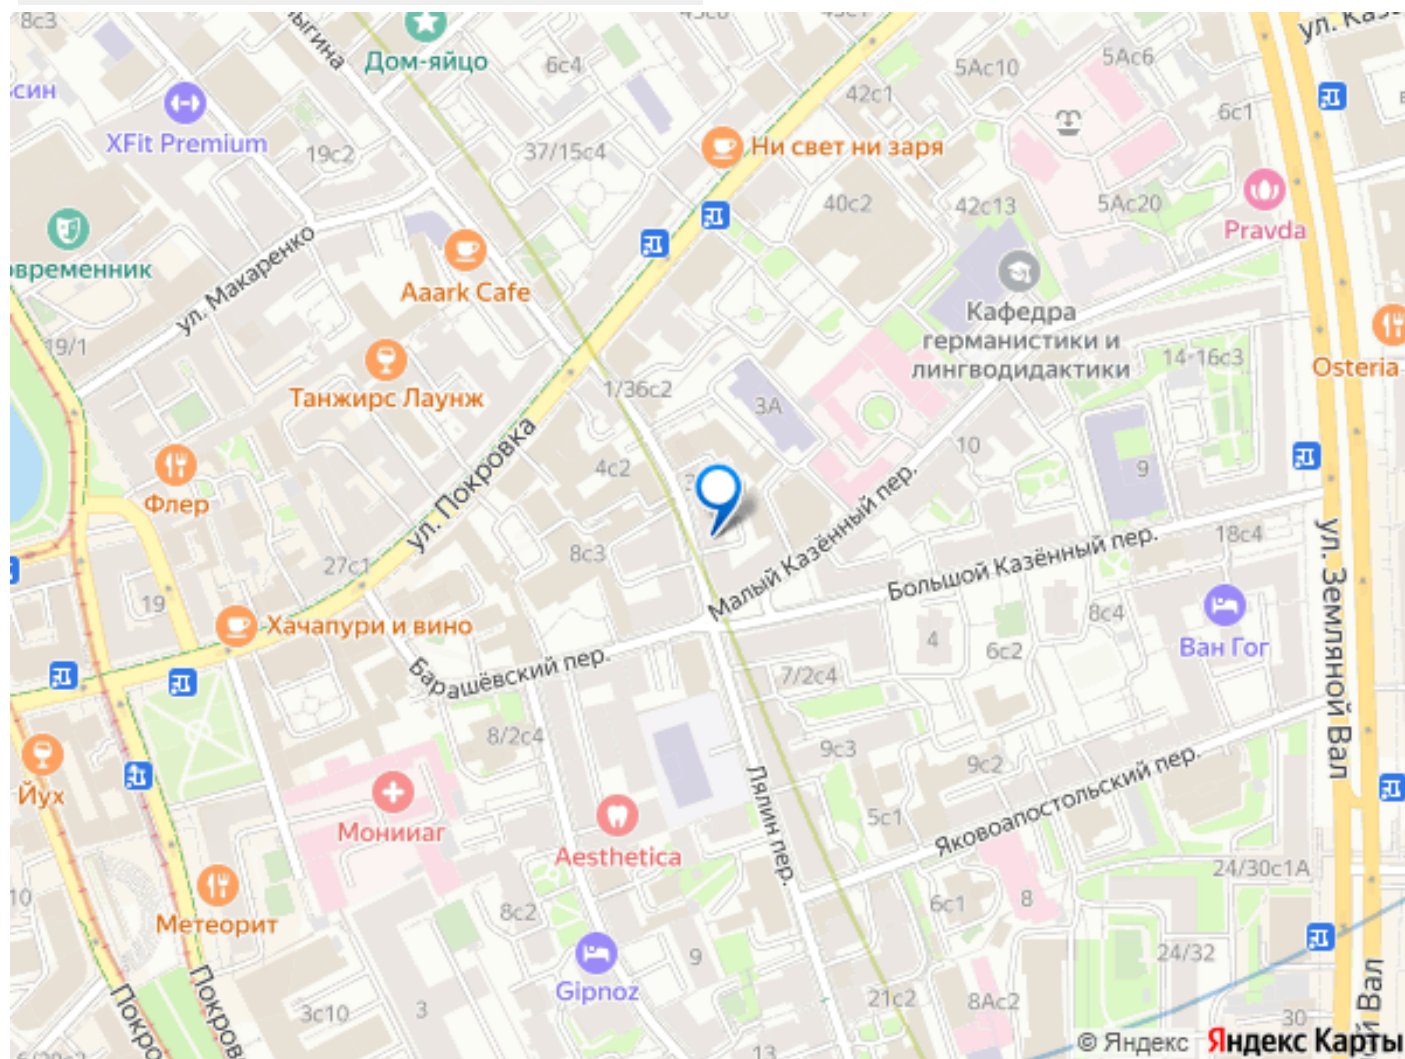 8с3
Дом-яйцо
6с4
5Ас10
5Ас6
42с1
6с1
XFit Premium
19с2
37/15с4
Ни свет ни заря
40с2
42с13
5Ас20
Pravda
ул. Макаренко
Aaark Cafe
Кафедра
германистики и
лингводидактики
19/1
Танжирс Лаунж
1/36с2
3А
14-16с3
Osteria
ул. Покровка
Флер
4с2
10
9
27с1
8с3
Малый Казённый пер.
Большой Казённый пер.
18с4
ул. Земляной Вал
19
Хачапури и вино
Барашёвский пер.
4
6с2
8с4
Ван Гог
7/2с4
8/2с4
9с3
9с2
Йух
Мониааг
Aesthetica
Лялин пер.
5с1
Яковоапостольский пер.
24/30с1А
Метеорит
8с2
6с1
8
9
24/32
Gipnoz
3с10
3
21с2
8Ас2
30
13
© Яндекс Яндекс Карты